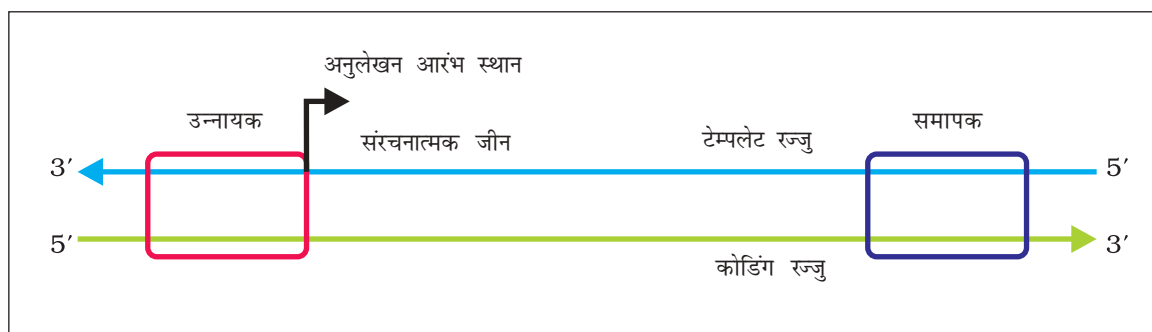 अनुलेखन आरंभ स्थान
उन्नायक
संरचनात्मक जीन
टेम्पलेट रज्जु
समापक
3′
5′
5′
3′
कोडिंग रज्जु